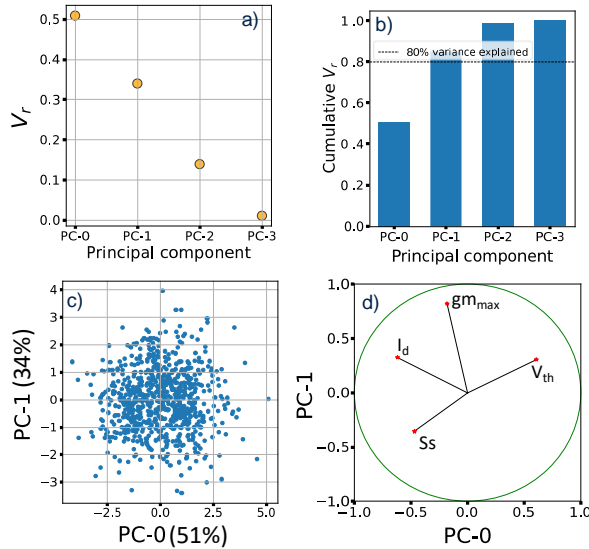 a)
0.5
0.4
0.3
0.2
0.1
0.0
V_r
PC-0 PC-1 PC-2 PC-3
Principal component
b)
1.0
0.8
0.6
0.4
0.2
0.0
Cumulative V_r
80% variance explained
PC-0 PC-1 PC-2 PC-3
Principal component
c)
4
3
2
1
0
−1
−2
−3
PC-1 (34%)
−2.5 0.0 2.5 5.0
PC-0 (51%)
d)
1.0
0.5
0.0
−0.5
−1.0
PC-1
gm_max
I_d
V_th
Ss
−1.0 −0.5 0.0 0.5 1.0
PC-0